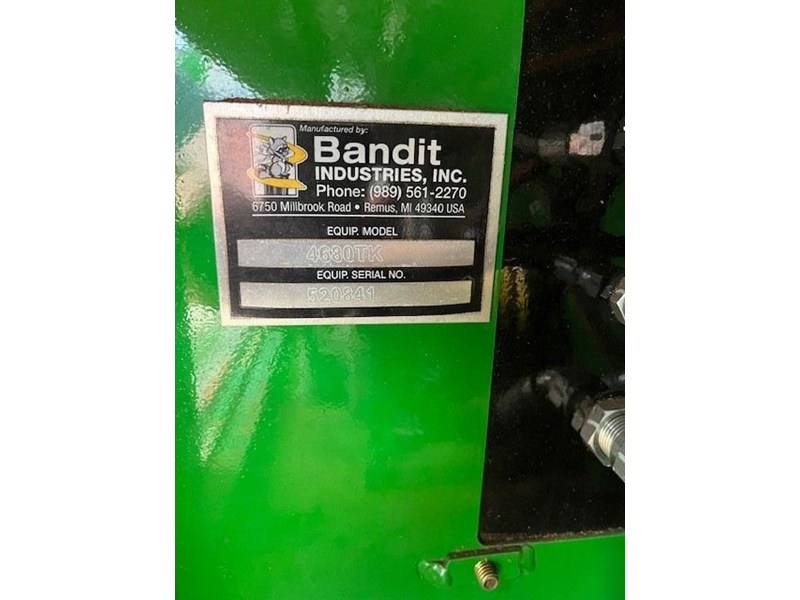 Manufactured by:
Bandit
INDUSTRIES, INC.
Phone: (989) 561-2270
6750 Millbrook Road • Remus, MI 49340 USA
EQUIP. MODEL
4680TK
EQUIP. SERIAL NO.
520841